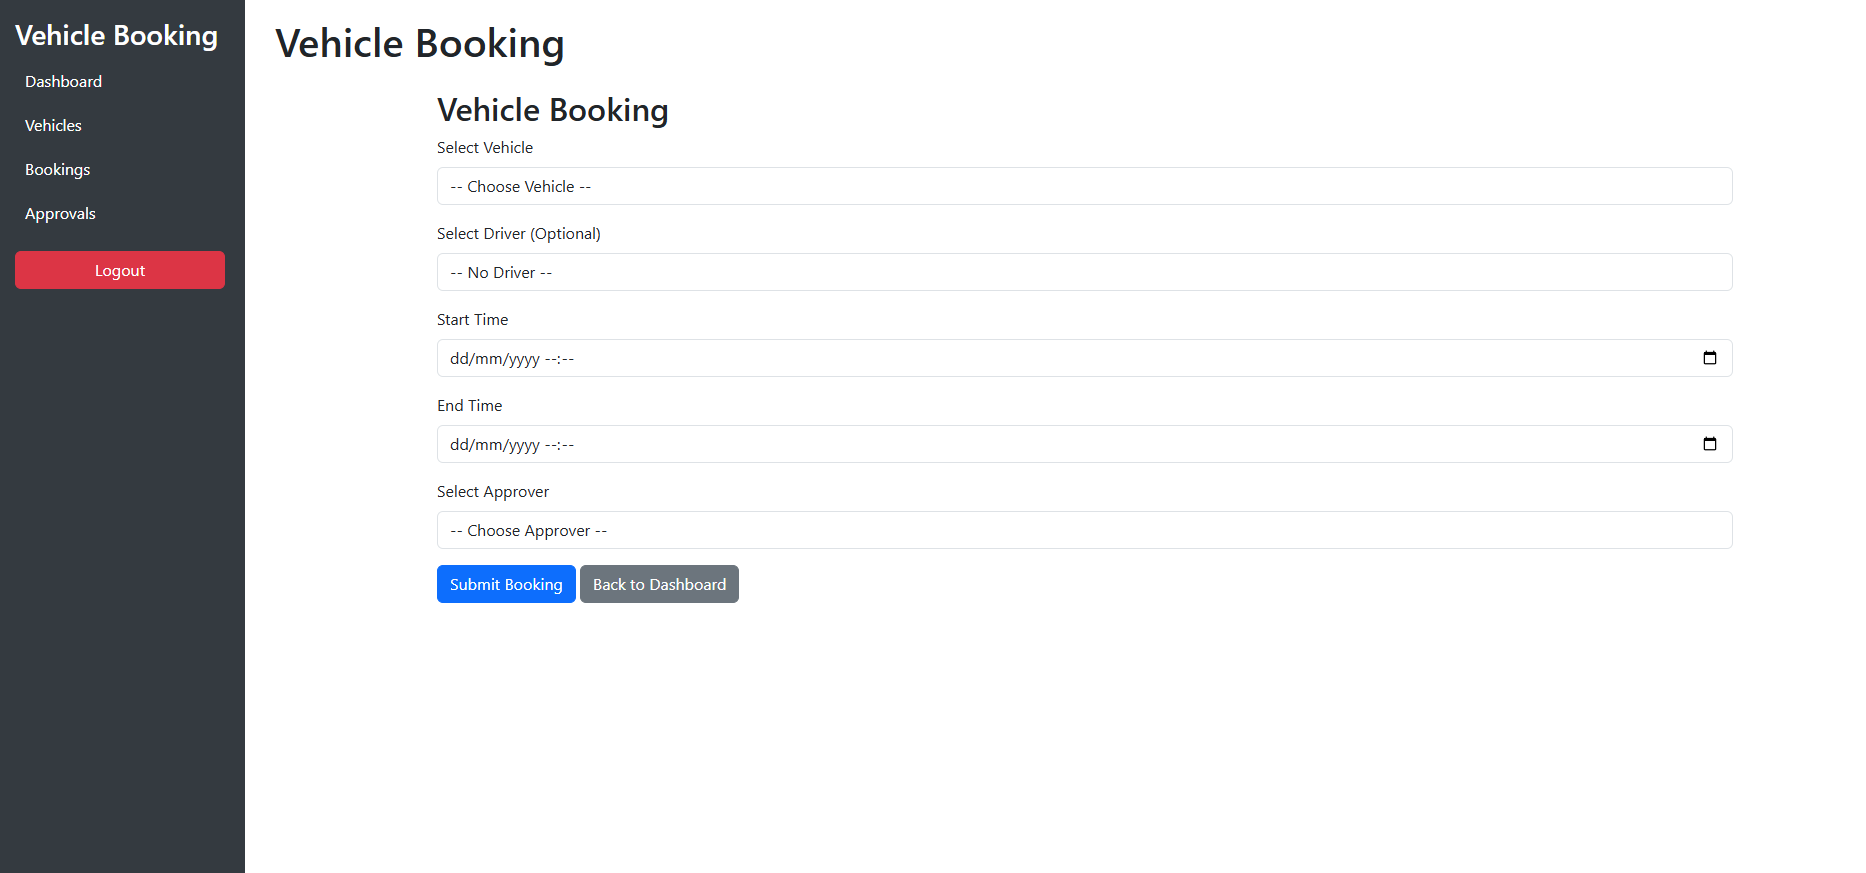 Vehicle Booking
Dashboard
Vehicles
Bookings
Approvals
Logout
Vehicle Booking
Vehicle Booking
Select Vehicle
-- Choose Vehicle --
Select Driver (Optional)
-- No Driver --
Start Time
dd/mm/yyyy --:--
End Time
dd/mm/yyyy --:--
Select Approver
-- Choose Approver --
Submit Booking Back to Dashboard